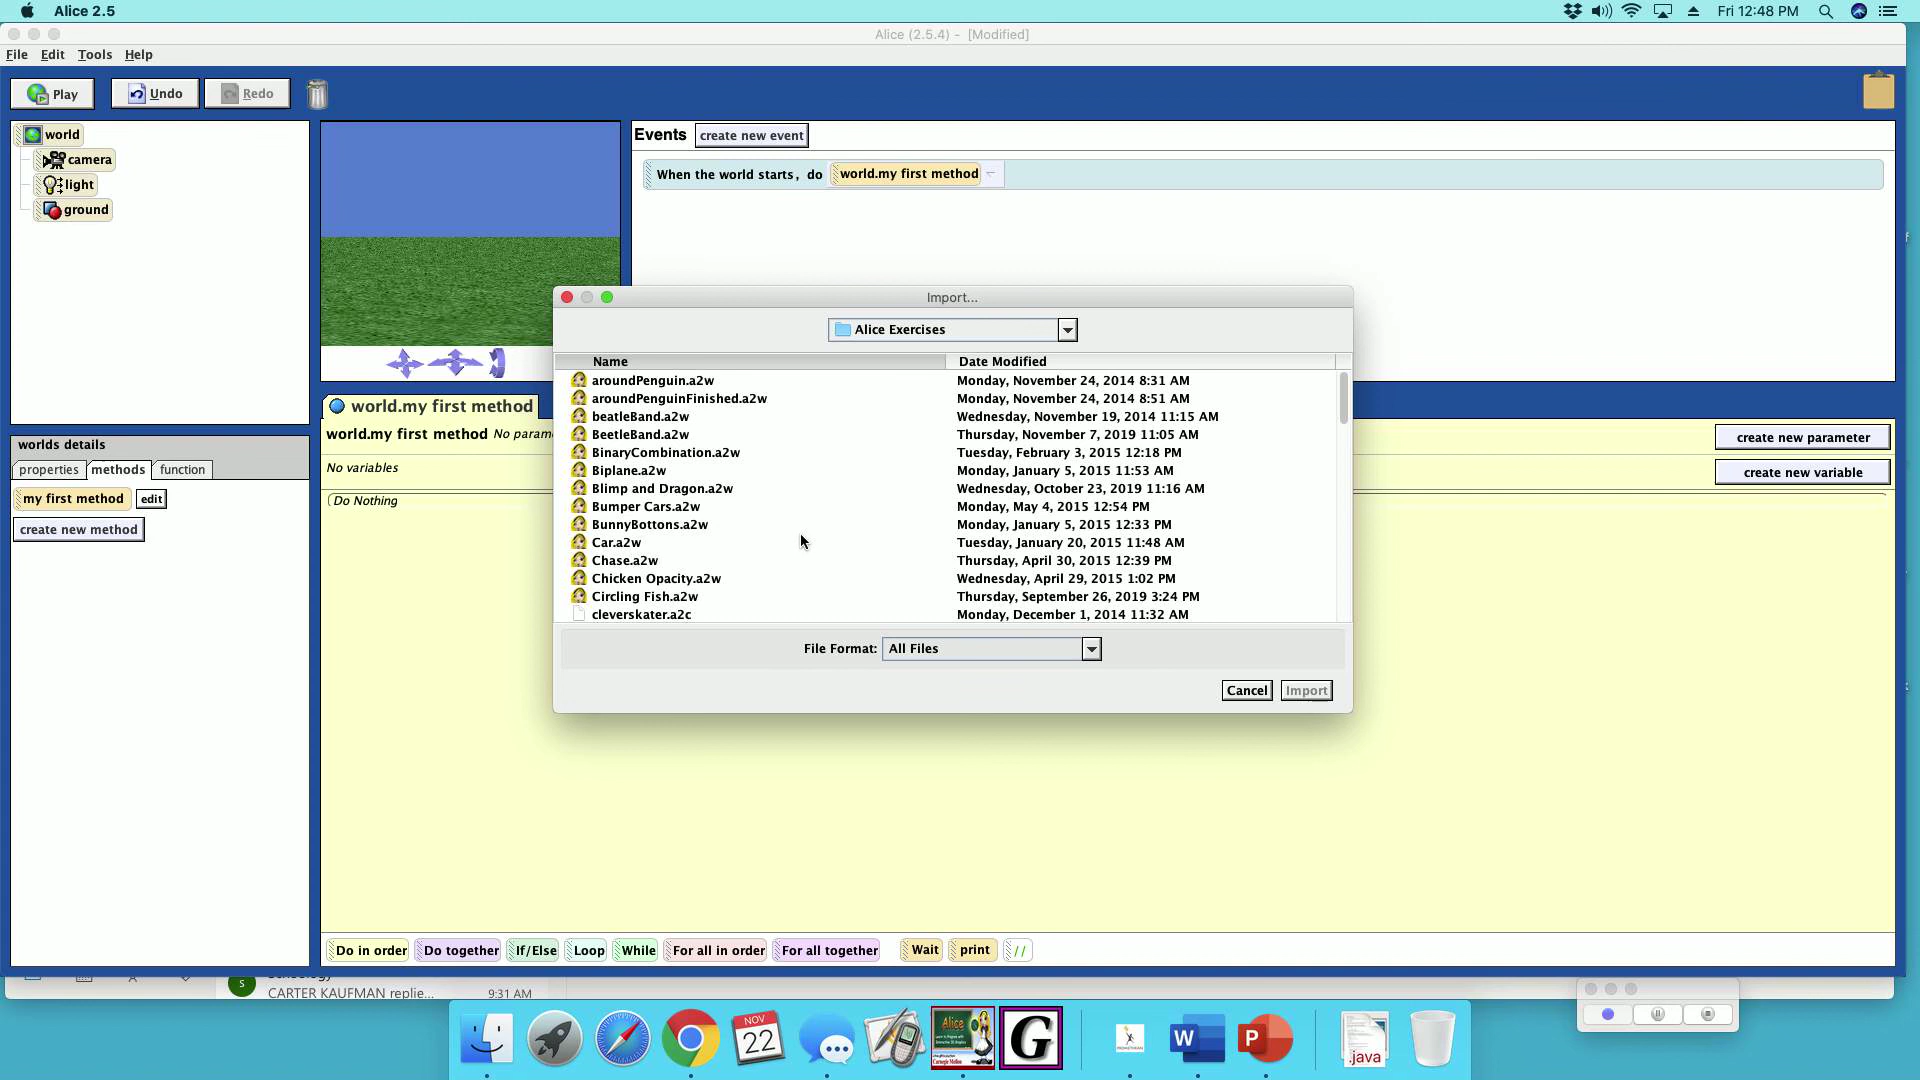 Alice 2.5
Fri 12:48 PM
Alice (2.5.4) - [Modified]
File Edit Tools Help
Play Undo Redo
world
camera
light
ground
Events create new event
When the world starts, do world.my first method
Import...
Alice Exercises
Name Date Modified
aroundPenguin.a2w Monday, November 24, 2014 8:31 AM
aroundPenguinFinished.a2w Monday, November 24, 2014 8:51 AM
beatleBand.a2w Wednesday, November 19, 2014 11:15 AM
BeetleBand.a2w Thursday, November 7, 2019 11:05 AM
BinaryCombination.a2w Tuesday, February 3, 2015 12:18 PM
Biplane.a2w Monday, January 5, 2015 11:53 AM
Blimp and Dragon.a2w Wednesday, October 23, 2019 11:16 AM
Bumper Cars.a2w Monday, May 4, 2015 12:54 PM
BunnyBottons.a2w Monday, January 5, 2015 12:33 PM
Car.a2w Tuesday, January 20, 2015 11:48 AM
Chase.a2w Thursday, April 30, 2015 12:39 PM
Chicken Opacity.a2w Wednesday, April 29, 2015 1:02 PM
Circling Fish.a2w Thursday, September 26, 2019 3:24 PM
cleverskater.a2c Monday, December 1, 2014 11:32 AM
File Format: All Files
Cancel Import
worlds details
properties methods function
my first method edit
create new method
world.my first method
world.my first method No parame
create new parameter
No variables
create new variable
Do Nothing
Do in order Do together If/Else Loop While For all in order For all together Wait print //
S
CARTER KAUFMAN replie... 9:31 AM
NOV
22
Alice
G
PROMETHEAN
W
P
.java